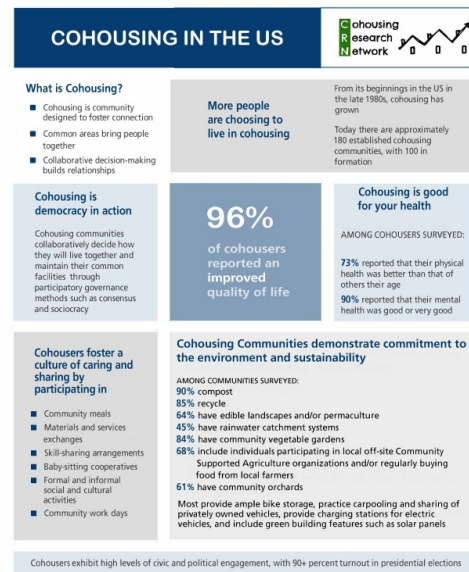 COHOUSING IN THE US
Cohousing
Research
Network
What is Cohousing?
■ Cohousing is community
designed to foster connection
■ Common areas bring people
together
■ Collaborative decision-making
builds relationships
More people
are choosing to
live in cohousing
From its beginnings in the US in
the late 1980s, cohousing has
grown
Today there are approximately
180 established cohousing
communities, with 100 in
formation
Cohousing is
democracy in action
Cohousing communities
collaboratively decide how
they will live together and
maintain their common
facilities through
participatory governance
methods such as consensus
and sociocracy
96%
of cohousers
reported an
improved
quality of life
Cohousing is good
for your health
AMONG COHOUSERS SURVEYED:
73% reported that their physical
health was better than that of
others their age
90% reported that their mental
health was good or very good
Cohousers foster a
culture of caring and
sharing by
participating in
■ Community meals
■ Materials and services
exchanges
■ Skill-sharing arrangements
■ Baby-sitting cooperatives
■ Formal and informal
social and cultural
activities
■ Community work days
Cohousing Communities demonstrate commitment to
the environment and sustainability
AMONG COMMUNITIES SURVEYED:
90% compost
85% recycle
64% have edible landscapes and/or permaculture
45% have rainwater catchment systems
84% have community vegetable gardens
68% include individuals participating in local off-site Community
Supported Agriculture organizations and/or regularly buying
food from local farmers
61% have community orchards
Most provide ample bike storage, practice carpooling and sharing of
privately owned vehicles, provide charging stations for electric
vehicles, and include green building features such as solar panels
Cohousers exhibit high levels of civic and political engagement, with 90+ percent turnout in presidential elections